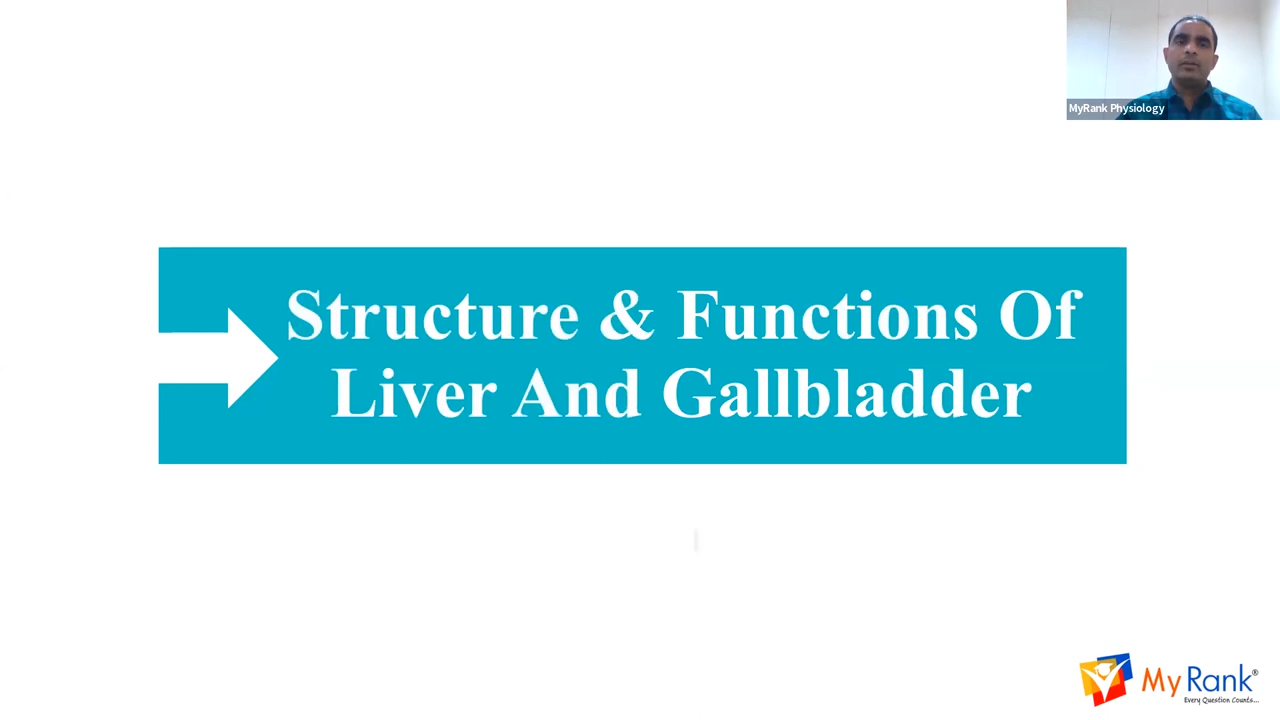 MyRank Physiology
Structure & Functions Of
Liver And Gallbladder
My Rank®
Every Question Counts...